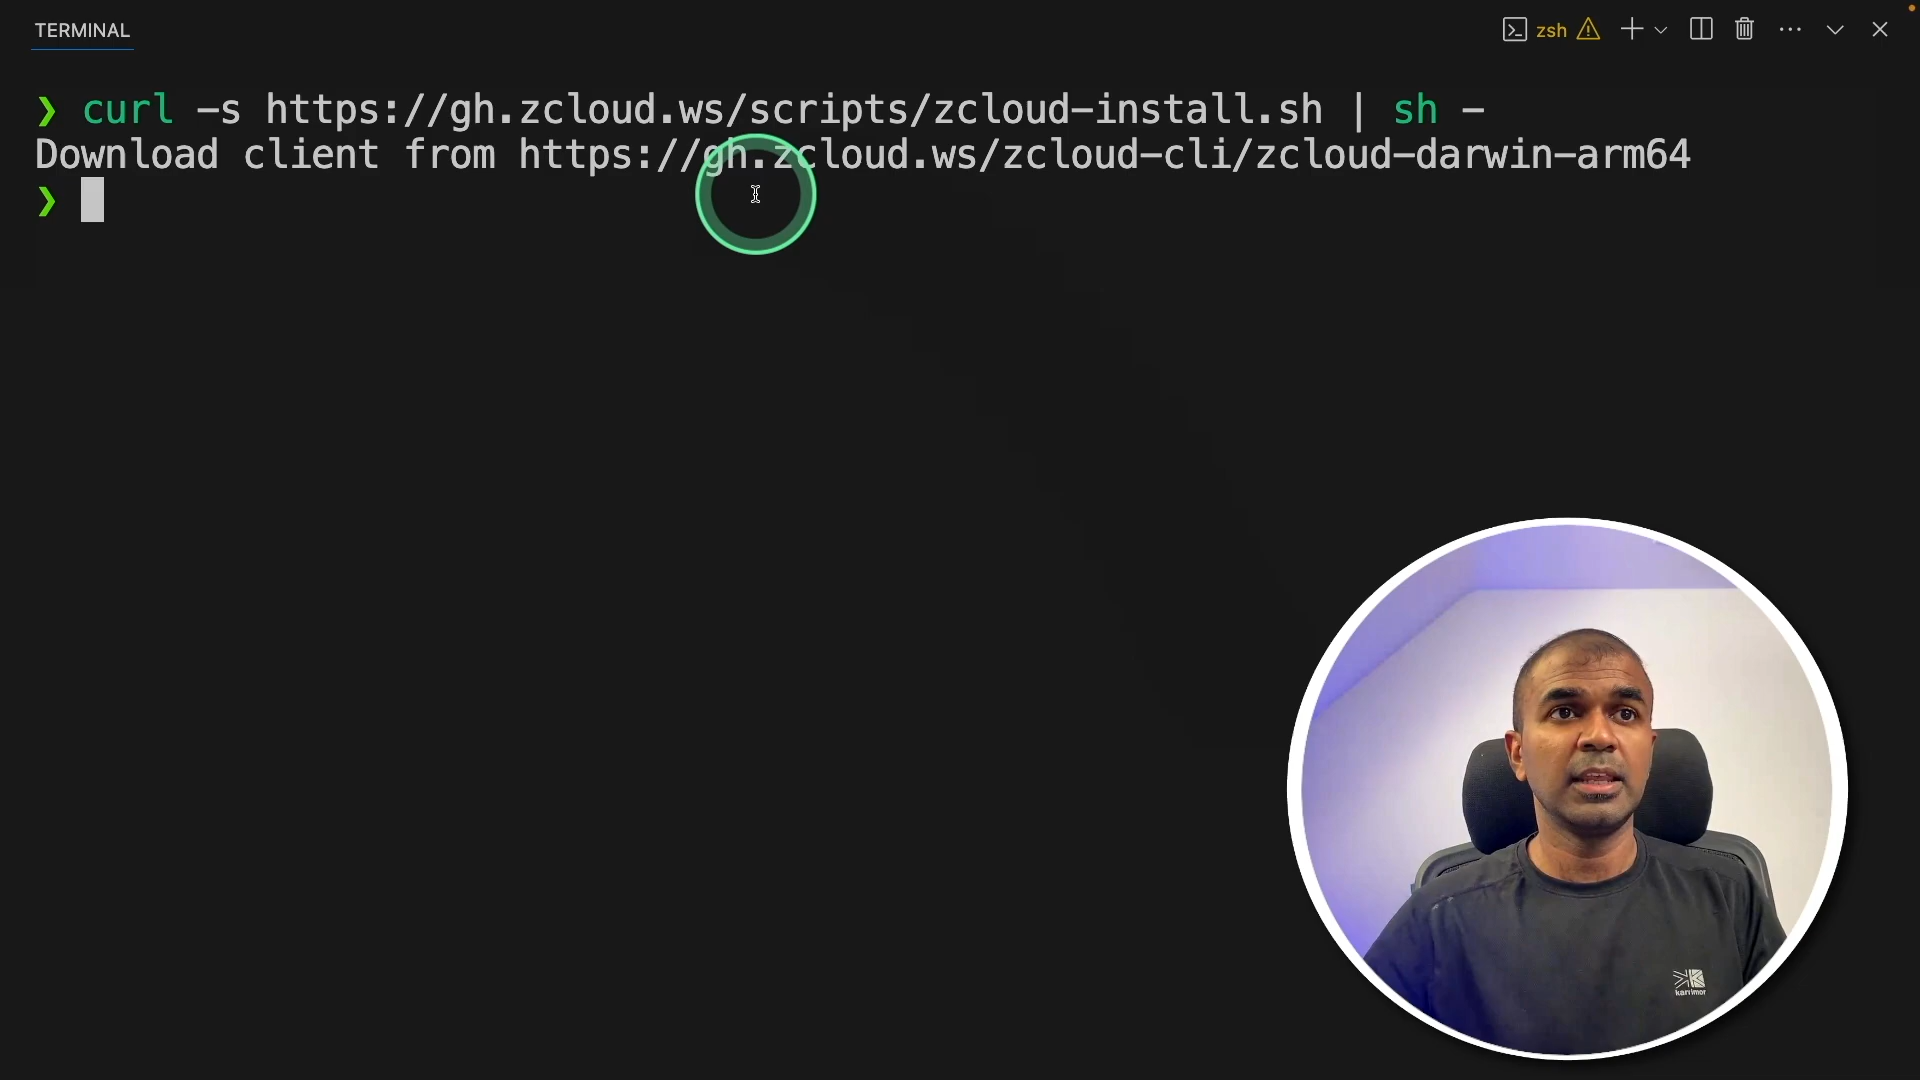 TERMINAL
zsh
❯ curl -s https://gh.zcloud.ws/scripts/zcloud-install.sh | sh -
Download client from https://gh.zcloud.ws/zcloud-cli/zcloud-darwin-arm64
❯
karrimor